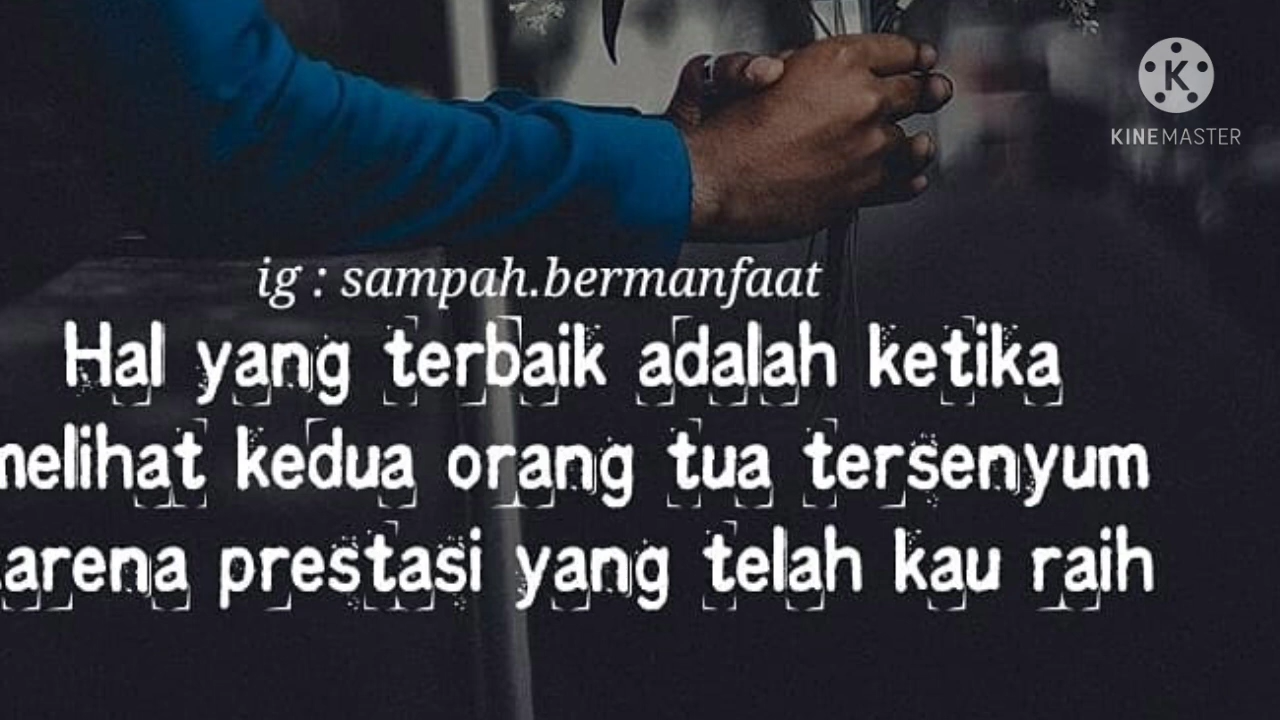 KINEMASTER
ig : sampah.bermanfaat
Hal yang terbaik adalah ketika
melihat kedua orang tua tersenyum
karena prestasi yang telah kau raih